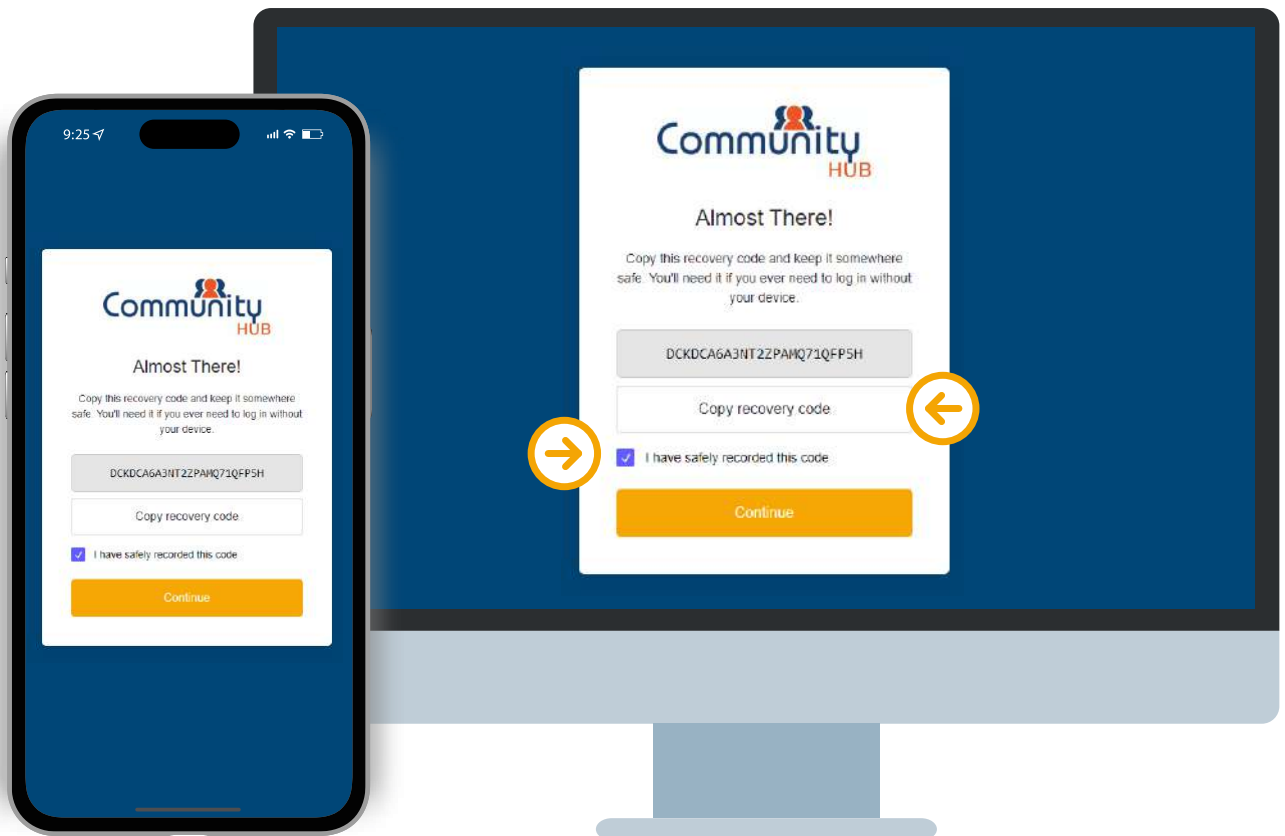 9:25
Community
HUB
Almost There!
Copy this recovery code and keep it somewhere
safe. You'll need it if you ever need to log in without
your device.
DCKDCA6A3NT2ZPAMQ71QFP5H
Copy recovery code
I have safely recorded this code
Continue
Community
HUB
Almost There!
Copy this recovery code and keep it somewhere
safe. You'll need it if you ever need to log in without
your device.
DCKDCA6A3NT2ZPAMQ71QFP5H
Copy recovery code
I have safely recorded this code
Continue